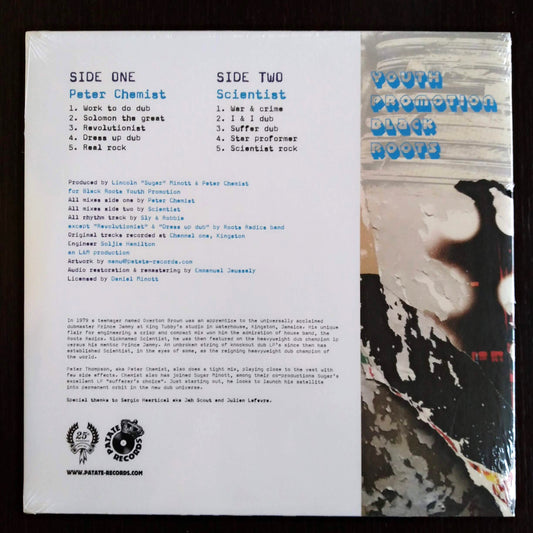 SIDE ONE
Peter Chemist
1. Work to do dub
2. Solomon the great
3. Revolutionist
4. Dress up dub
5. Real rock
SIDE TWO
Scientist
1. War & crime
2. I & I dub
3. Suffer dub
4. Star proformer
5. Scientist rock
YOUTH
PROMOTION
BLACK
ROOTS
Produced by Lincoln "Sugar" Minott & Peter Chemist
for Black Roots Youth Promotion
All mixes side one by Peter Chemist
All mixes side two by Scientist
All rhythm track by Sly & Robbie
except "Revolutionist" & "Dress up dub" by Roots Radics band
Original tracks recorded at Channel one, Kingston
Engineer Soljie Hamilton
an L&M production
Artwork by manu@patate-records.com
Audio restoration & remastering by Emmanuel Jaussely
Licensed by Daniel Minott
In 1979 a teenager named Overton Brown was an apprentice to the universally acclaimed
dubmaster LP Prince Jammy at King Tubby's studio in waterhouse, Kingston, Jamaica. His unique
flair for engineering a crisp and compact mix won him the admiration of house band, the
Roots Radics. Nicknamed Scientist, he was then featured on the heavyweight dub champion lp
versus his mentor Prince Jammy. An unbroken string of knockout dub LP's since then has
established Scientist, in the eyes of some, as the reigning heavyweight dub champion of
the world.
Peter Thompson, aka Peter Chemist, also does a tight mix, playing close to the vest with
few side effects. Chemist also has joined Sugar Minott, among their co-productions Sugar's
excellent LP "sufferer's choice". Just starting out, he looks to launch his satellite
into permanent orbit in the new dub universe.
Special thanks to Sergio Haerticel aka Jah Scout and Julien Lefevre.
25
PATATE
RECORDS
WWW.PATATE-RECORDS.COM